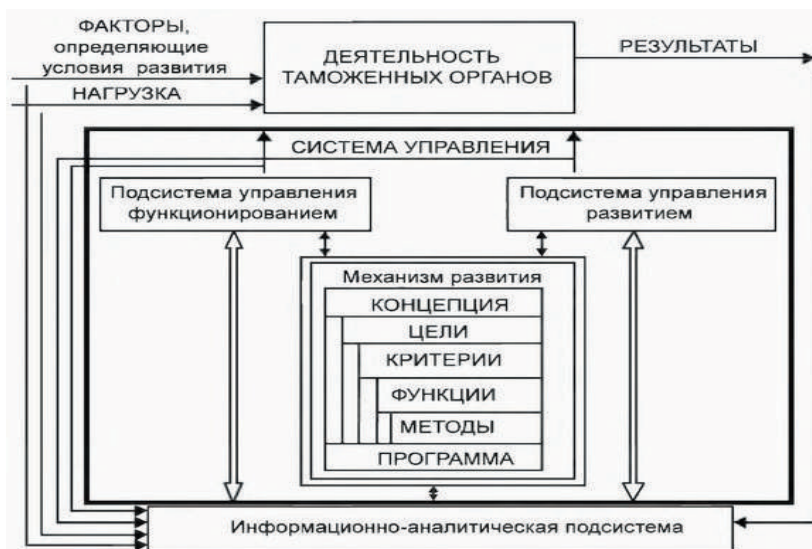 ФАКТОРЫ,
определяющие
условия развития
НАГРУЗКА
ДЕЯТЕЛЬНОСТЬ
ТАМОЖЕННЫХ ОРГАНОВ
РЕЗУЛЬТАТЫ
СИСТЕМА УПРАВЛЕНИЯ
Подсистема управления
функционированием
Подсистема управления
развитием
Механизм развития
КОНЦЕПЦИЯ
ЦЕЛИ
КРИТЕРИИ
ФУНКЦИИ
МЕТОДЫ
ПРОГРАММА
Информационно-аналитическая подсистема